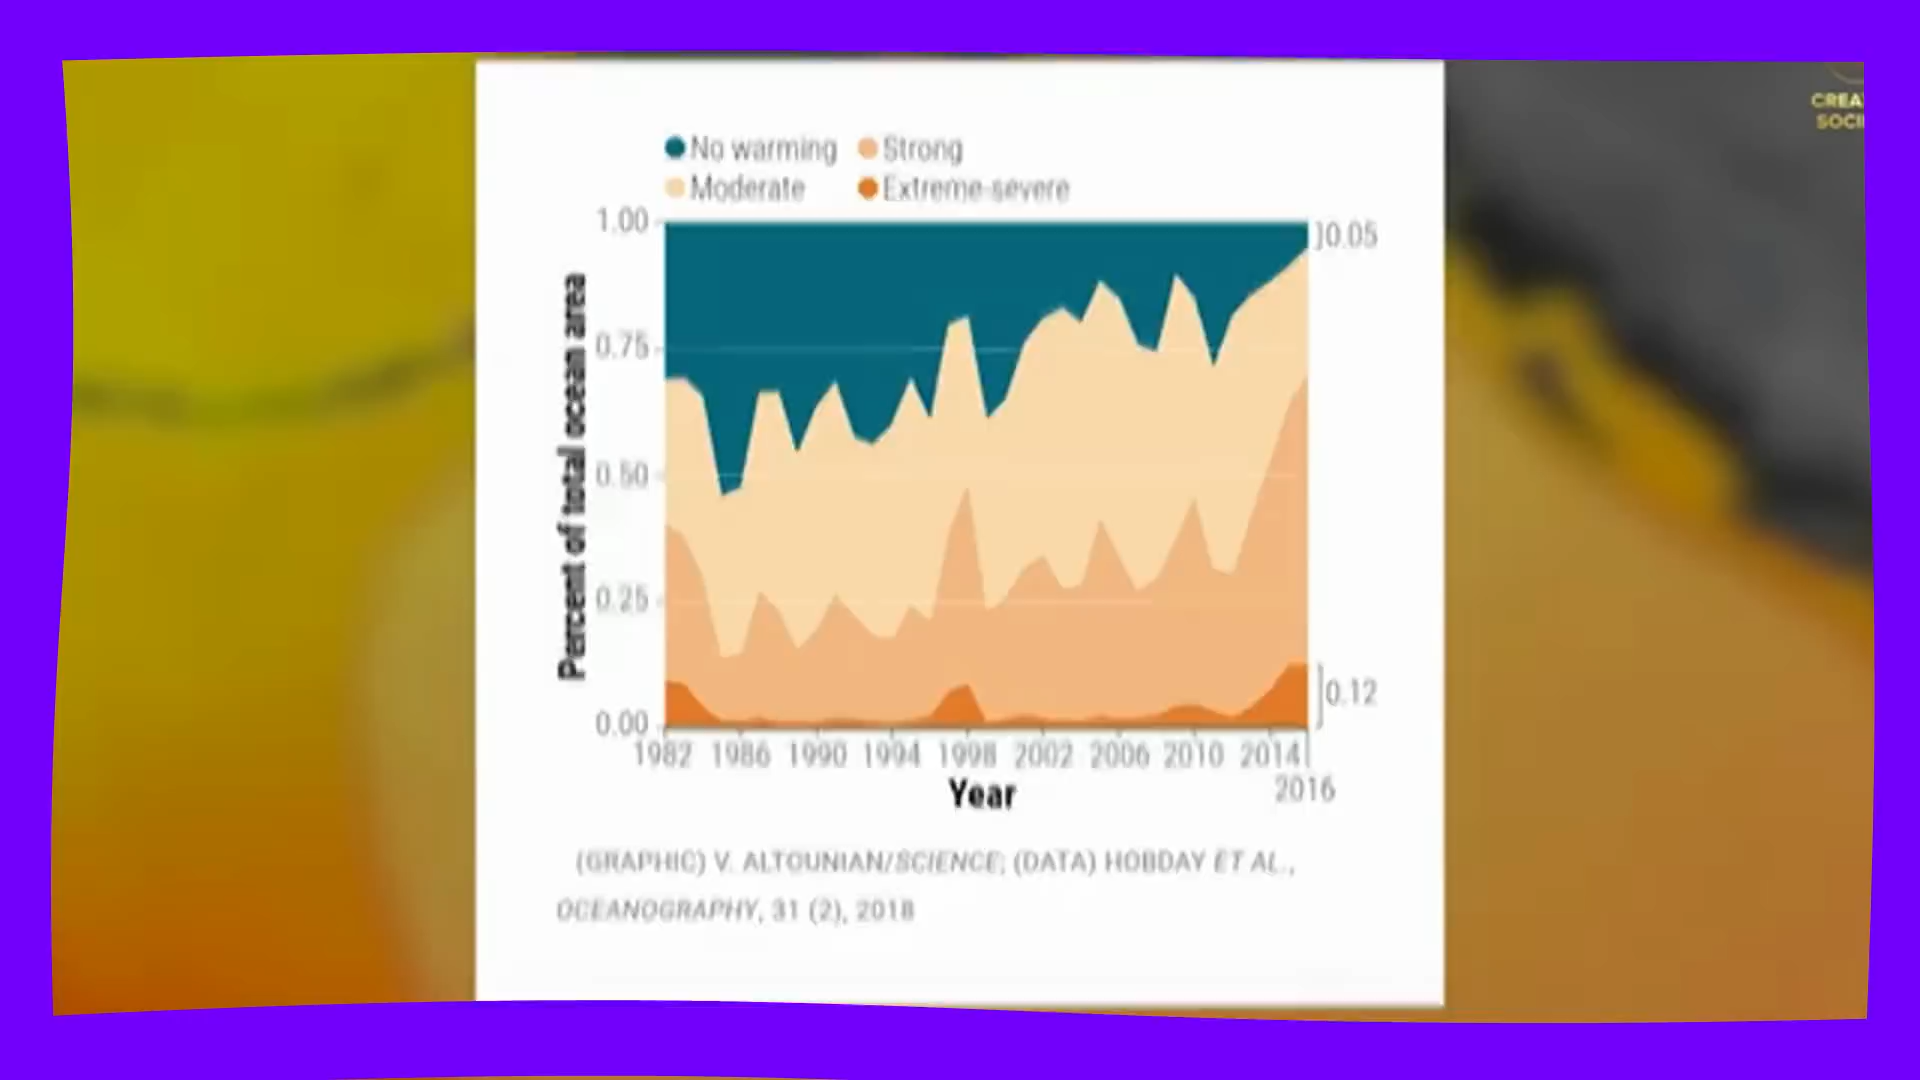 CREA
SOCI
No warming Strong
Moderate Extreme-severe
1.00
]0.05
Percent of total ocean area
0.75
0.50
0.25
0.12
0.00
1982 1986 1990 1994 1998 2002 2006 2010 2014
2016
Year
(GRAPHIC) V. ALTOUNIAN/SCIENCE; (DATA) HOBDAY ET AL.,
OCEANOGRAPHY, 31 (2), 2018